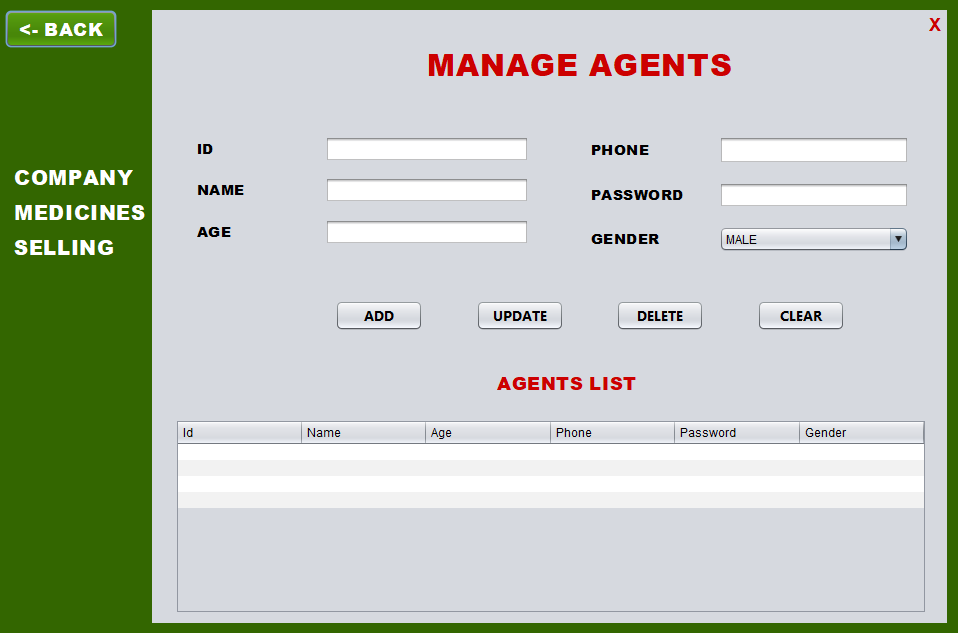 <- BACK
X
MANAGE AGENTS
COMPANY
MEDICINES
SELLING
ID
PHONE
NAME
PASSWORD
AGE
GENDER
MALE
ADD
UPDATE
DELETE
CLEAR
AGENTS LIST
Id Name Age Phone Password Gender